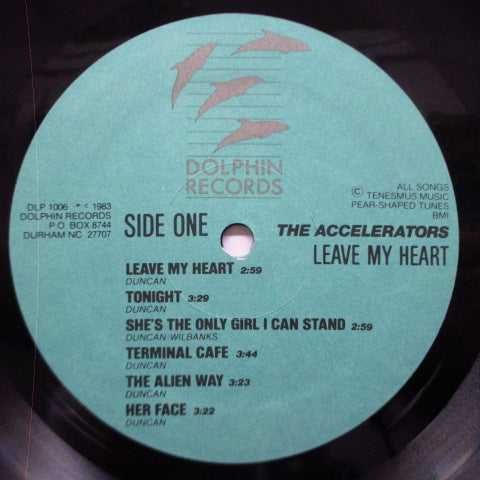 DOLPHIN
RECORDS
DLP 1006 ℗ © 1983
DOLPHIN RECORDS
P.O. BOX 8744
DURHAM NC 27707
SIDE ONE
ALL SONGS
© TENESMUS MUSIC
PEAR-SHAPED TUNES
BMI
THE ACCELERATORS
LEAVE MY HEART
LEAVE MY HEART 2:59
DUNCAN
TONIGHT 3:29
DUNCAN
SHE'S THE ONLY GIRL I CAN STAND 2:59
DUNCAN WILBANKS
TERMINAL CAFE 3:44
DUNCAN
THE ALIEN WAY 3:23
DUNCAN
HER FACE 3:22
DUNCAN